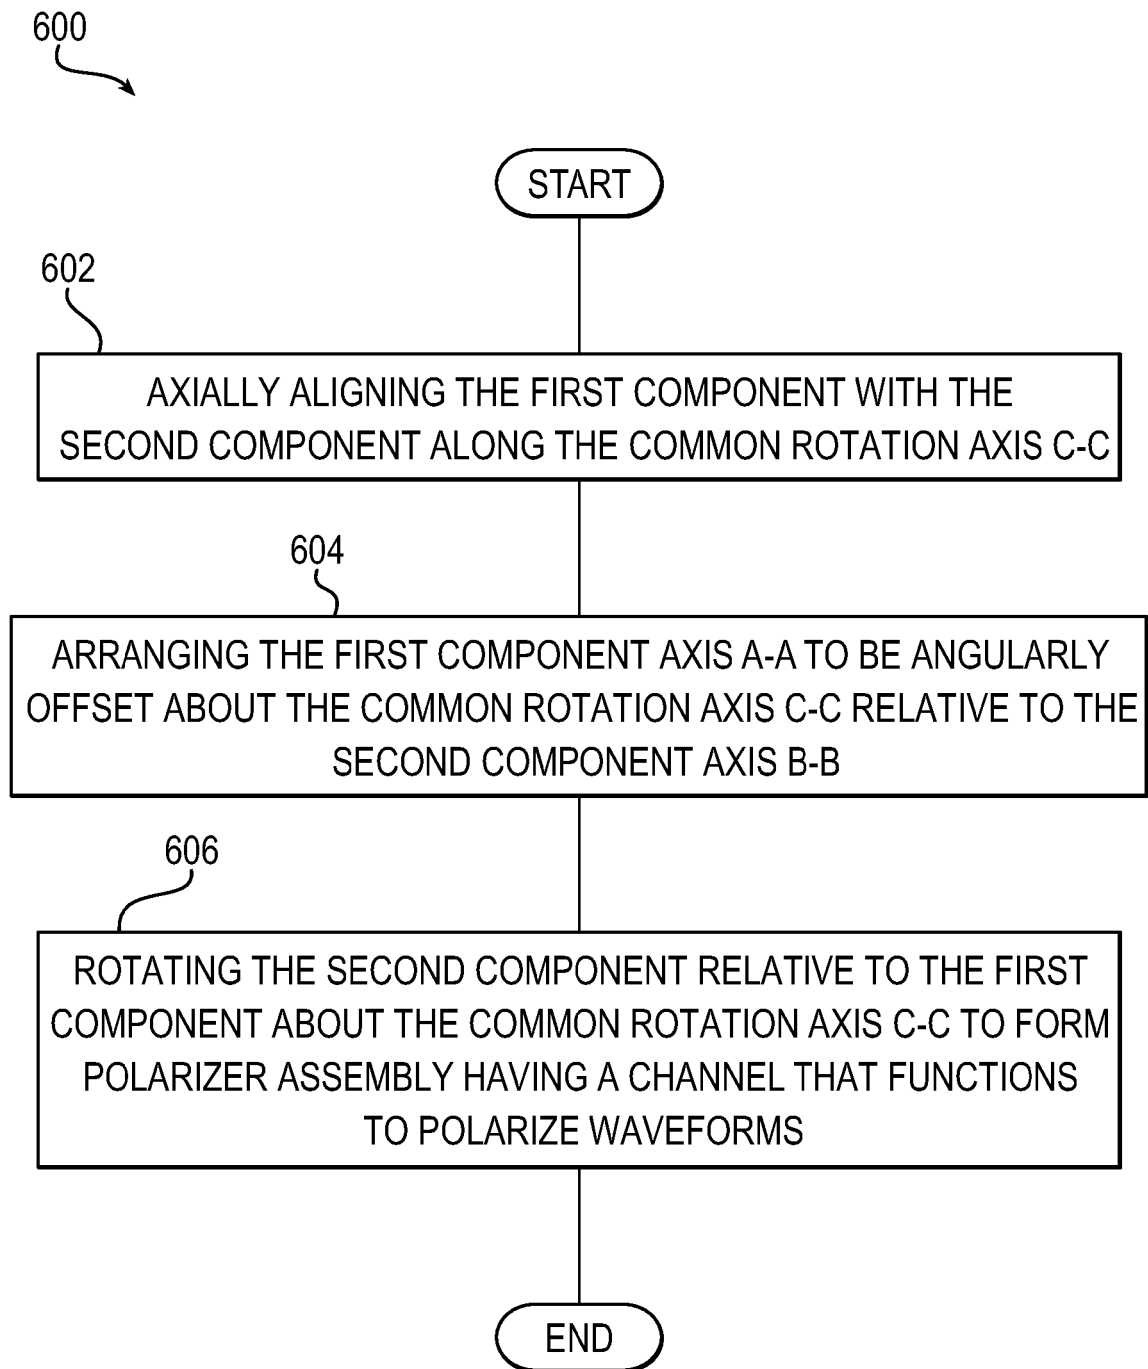 600
START
602
AXIALLY ALIGNING THE FIRST COMPONENT WITH THE
SECOND COMPONENT ALONG THE COMMON ROTATION AXIS C-C
604
ARRANGING THE FIRST COMPONENT AXIS A-A TO BE ANGULARLY
OFFSET ABOUT THE COMMON ROTATION AXIS C-C RELATIVE TO THE
SECOND COMPONENT AXIS B-B
606
ROTATING THE SECOND COMPONENT RELATIVE TO THE FIRST
COMPONENT ABOUT THE COMMON ROTATION AXIS C-C TO FORM
POLARIZER ASSEMBLY HAVING A CHANNEL THAT FUNCTIONS
TO POLARIZE WAVEFORMS
END